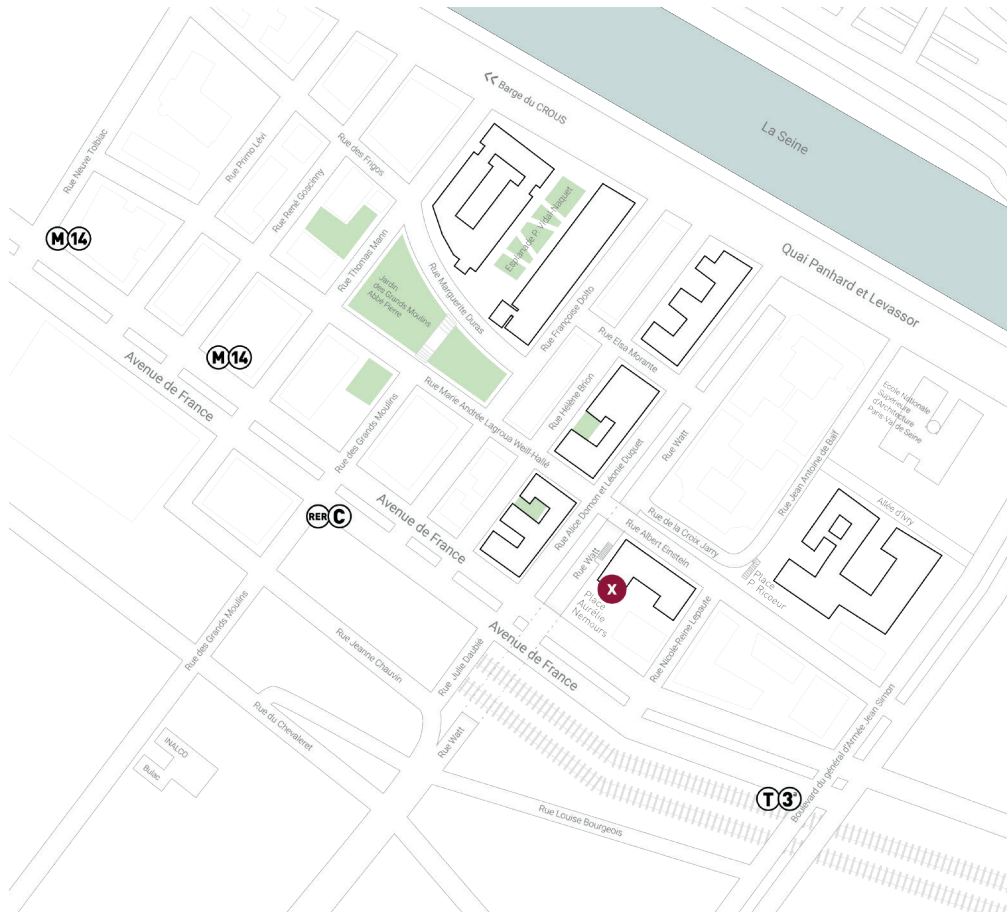 << Barge du CROUS
La Seine
Rue Neuve Tolbiac
Rue Primo Lévi
Rue des Frigos
Rue René Goscinny
Esplanade P. Vidal-Naquet
Quai Panhard et Levassor
M 14
Rue Thomas Mann
Rue Marguerite Duras
Jardin
des Grands Moulins
Abbé Pierre
Rue Françoise Dolto
Rue Elsa Morante
M 14
Avenue de France
Rue Marie Andrée Lagroua Weill-Hallé
Rue Hélène Brion
Ecole Nationale
Supérieure
d'Architecture
Paris Val de Seine
Rue des Grands Moulins
Rue Alice Domon et Léonie Duquet
Rue Watt
Rue Jean Antoine de Baïf
Allée d'Ivry
RER C
Avenue de France
Rue de la Croix Jarry
Rue Albert Einstein
Rue Watt
X
Place
P. Ricoeur
Place
Aurélie
Nemours
Rue Nicole-Reine Lepaute
Rue des Grands Moulins
Rue Jeanne Chauvin
Rue Julie Daubié
Avenue de France
Rue du Chevaleret
Rue Watt
Boulevard du général d'Armée Jean Simon
INALCO
Bulac
T 3a
Rue Louise Bourgeois